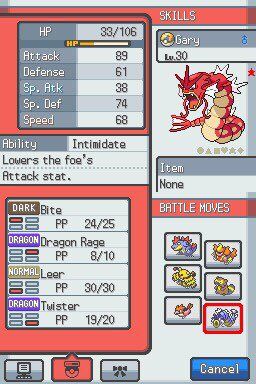 HP 33/106
HP
Attack 89
Defense 61
Sp. Atk 38
Sp. Def 74
Speed 68
Ability Intimidate
Lowers the foe's
Attack stat.
DARK Bite
PP 24/25
DRAGON Dragon Rage
PP 8/10
NORMAL Leer
PP 30/30
DRAGON Twister
PP 19/20
SKILLS
Gary ♂
Lv.30
Item
None
BATTLE MOVES
Cancel